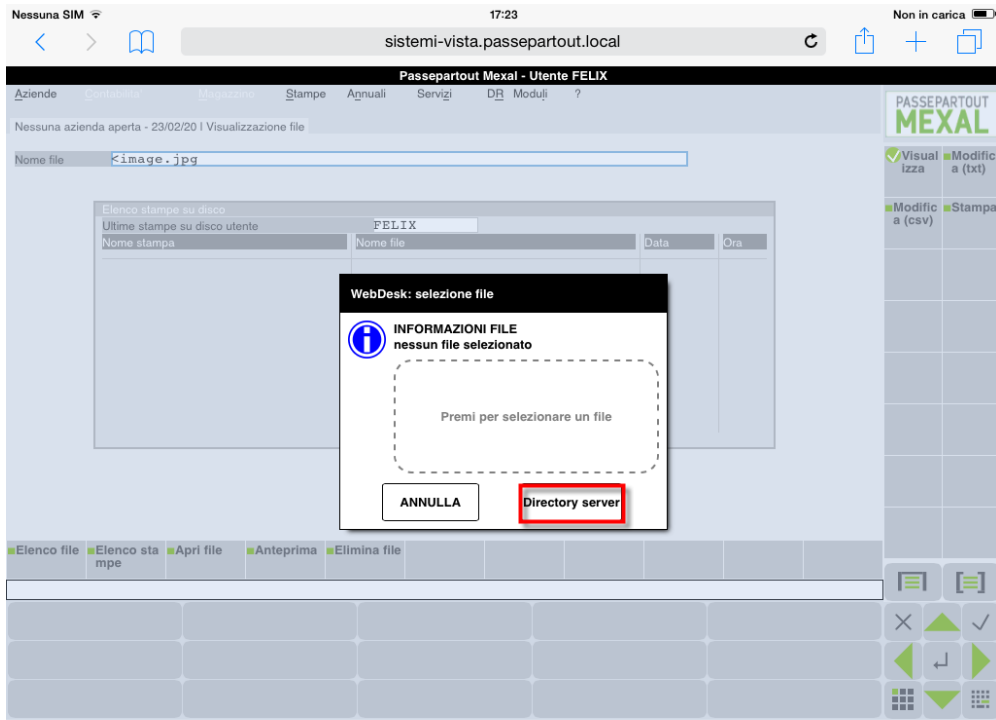 Nessuna SIM
17:23
Non in carica
sistemi-vista.passepartout.local
Passepartout Mexal - Utente FELIX
Aziende Contabilita' Magazzino Stampe Annuali Servizi DR Moduli ?
PASSEPARTOUT
MEXAL
Nessuna azienda aperta - 23/02/20 I Visualizzazione file
Nome file <image.jpg
Visual
izza
Modific
a (txt)
Modific
a (csv)
Stampa
Elenco stampe su disco
Ultime stampe su disco utente FELIX
Nome stampa Nome file Data Ora
WebDesk: selezione file
INFORMAZIONI FILE
nessun file selezionato
Premi per selezionare un file
ANNULLA Directory server
Elenco file
Elenco sta
mpe
Apri file
Anteprima
Elimina file